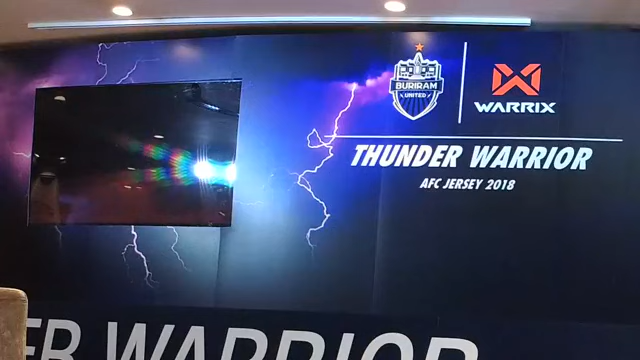 BURIRAM
UNITED
WARRIX
THUNDER WARRIOR
AFC JERSEY 2018
ER WARRIOR